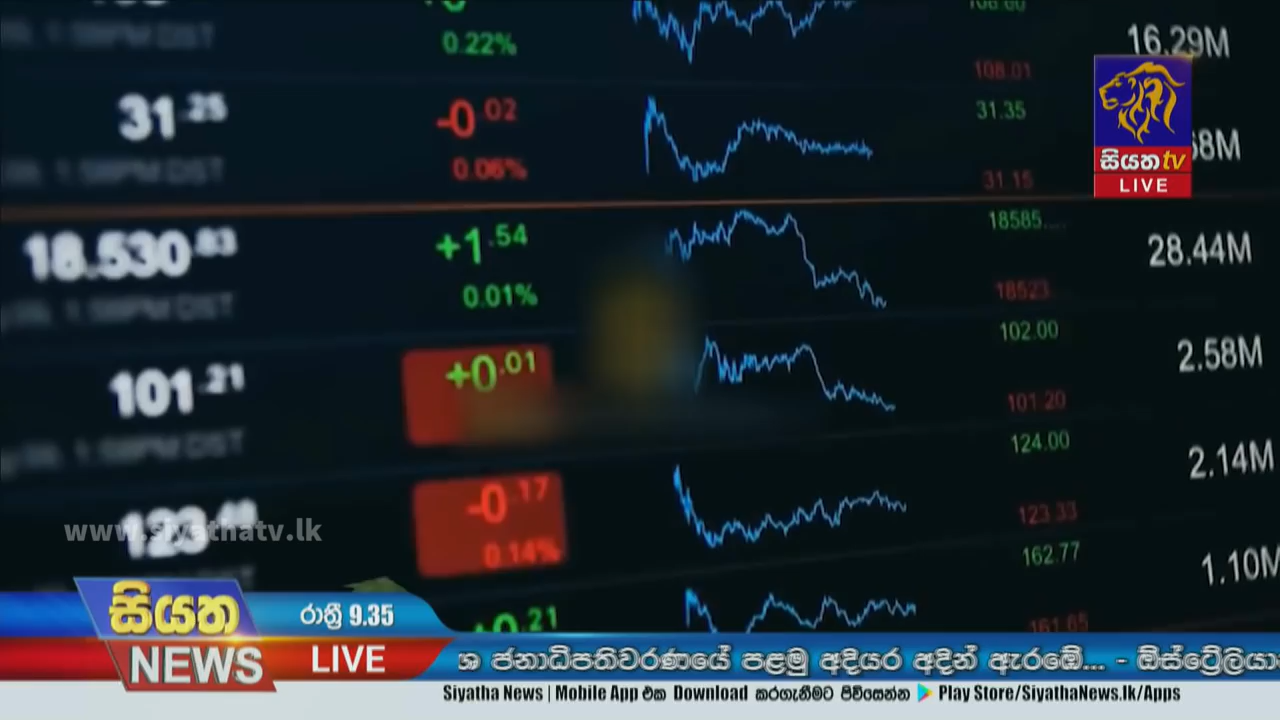 0.22%
16.29M
108.01
31.25 -0.02 31.35
0.06% 31.15
සියත tv
LIVE
18.530.83 +1.54 18585
0.01% 18523 28.44M
101.21 +0.01 102.00 2.58M
101.20
124.00 2.14M
-0.17 123.33
0.14% 162.77 1.10M
www.siyathatv.lk
සියත
NEWS
රාත්‍රී 9.35
LIVE
ශ ජනාධිපතිවරණයේ පළමු අදියර අදින් ඇරඹේ... - ඕස්ට්‍රේලියා
Siyatha News | Mobile App එක Download කරගැනීමට පිවිසෙන්න Play Store/SiyathaNews.lk/Apps